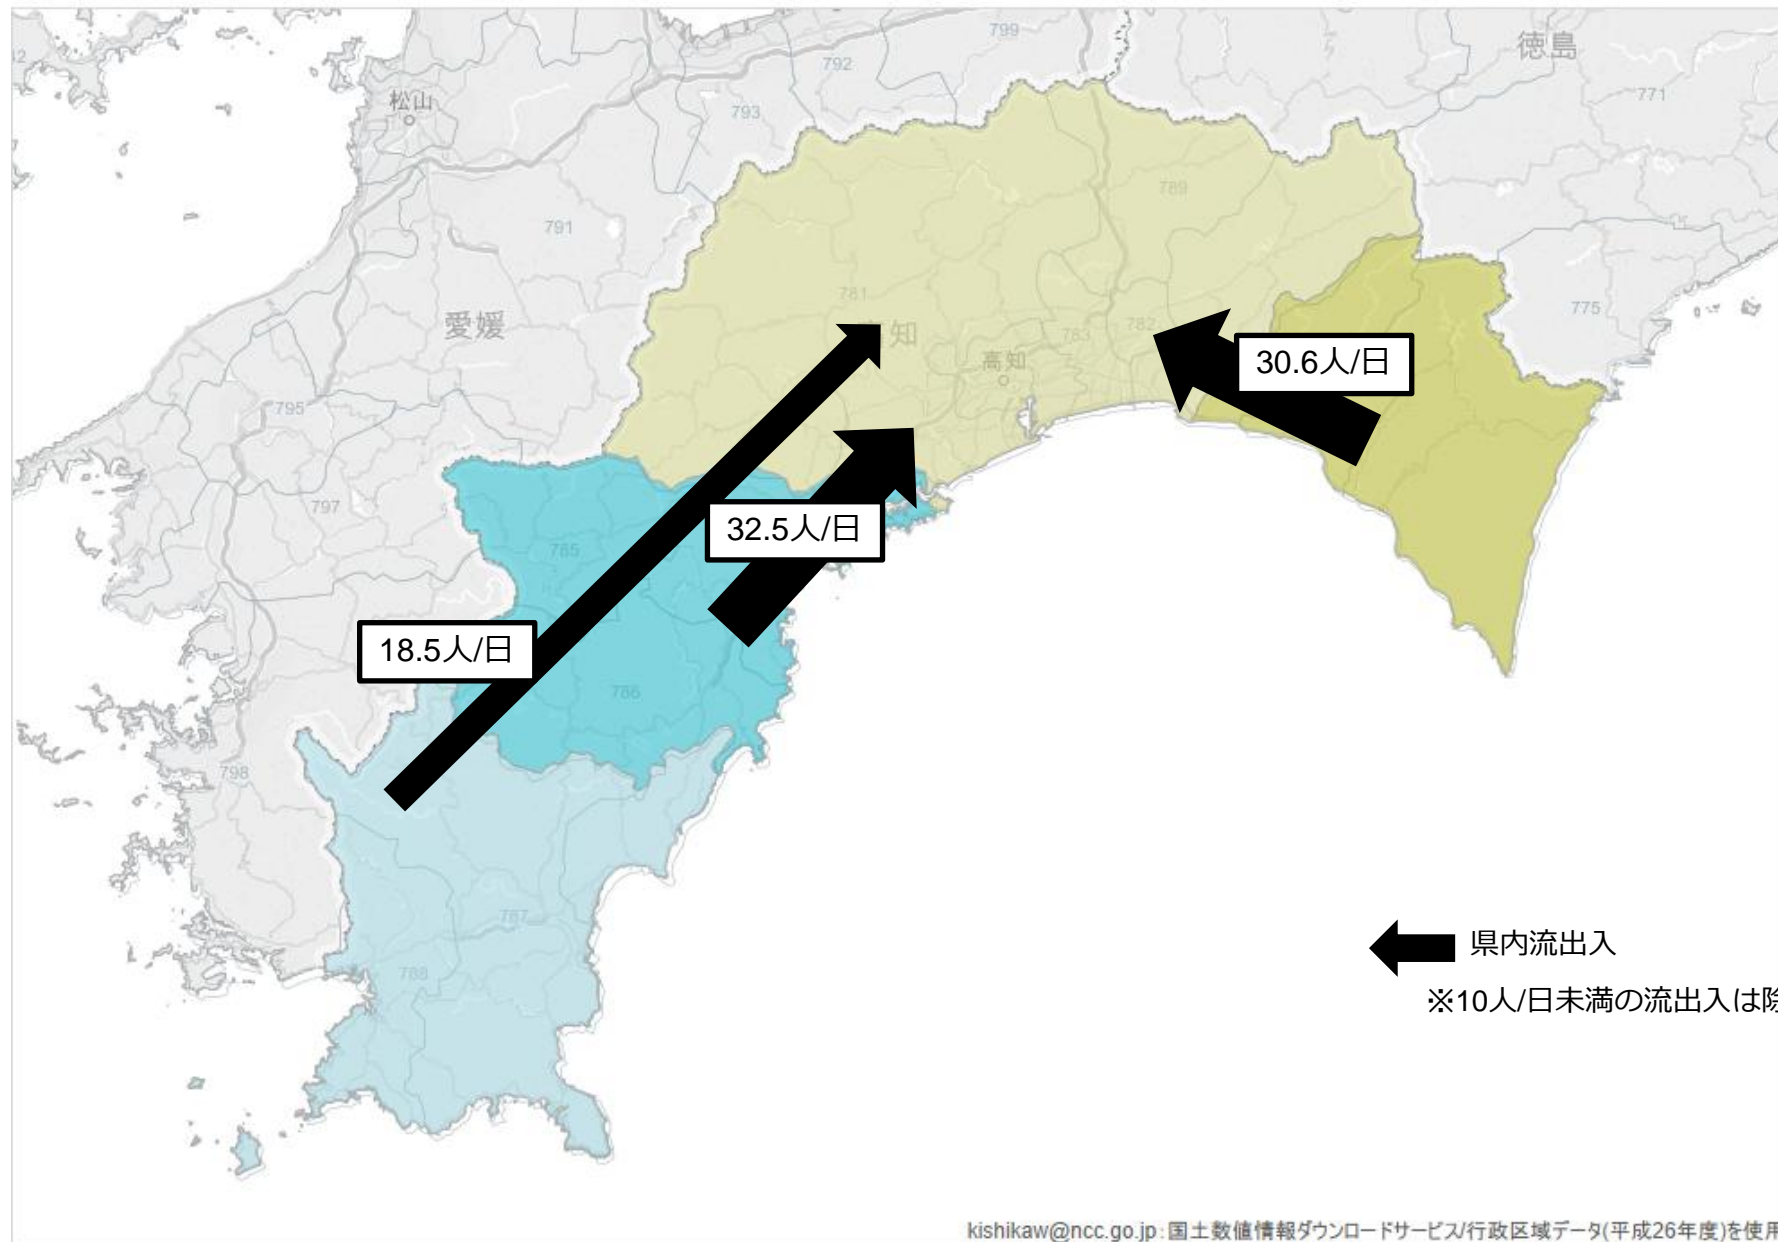 799
徳島
792
771
松山
793
789
791
781
775
愛媛
知
782
783
30.6人/日
高知
795
797
32.5人/日
785
18.5人/日
786
798
787
県内流出入
788
※10人/日未満の流出入は除
kishikaw@ncc.go.jp:国土数値情報ダウンロードサービス/行政区域データ(平成26年度)を使用